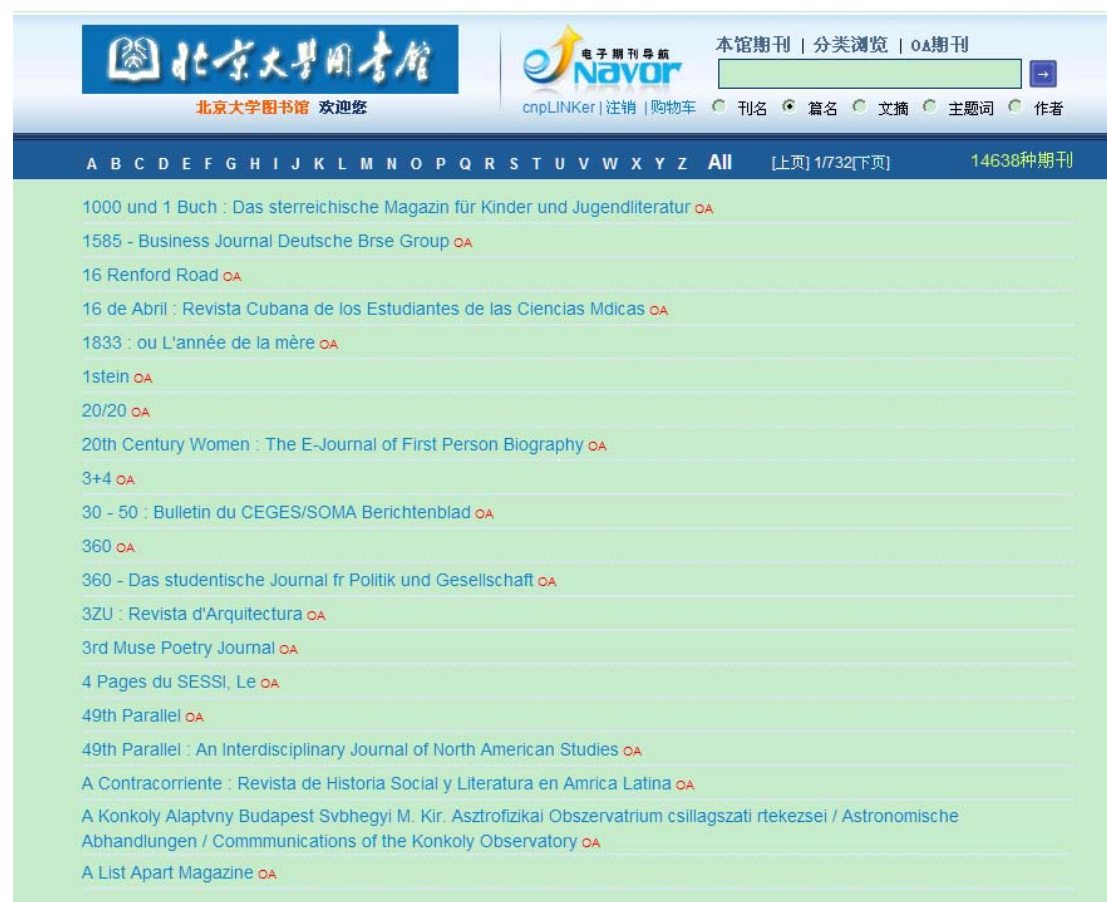 北京大学图书馆
北京大学图书馆 欢迎您
电子期刊导航
eNavor
cnpLINKer | 注销 | 购物车
本馆期刊 | 分类浏览 | OA期刊
→
刊名 篇名 文摘 主题词 作者
A B C D E F G H I J K L M N O P Q R S T U V W X Y Z All [上页] 1/732[下页] 14638种期刊
1000 und 1 Buch : Das sterreichische Magazin für Kinder und Jugendliteratur OA
1585 - Business Journal Deutsche Brse Group OA
16 Renford Road OA
16 de Abril : Revista Cubana de los Estudiantes de las Ciencias Mdicas OA
1833 : ou L'année de la mère OA
1stein OA
20/20 OA
20th Century Women : The E-Journal of First Person Biography OA
3+4 OA
30 - 50 : Bulletin du CEGES/SOMA Berichtenblad OA
360 OA
360 - Das studentische Journal fr Politik und Gesellschaft OA
3ZU : Revista d'Arquitectura OA
3rd Muse Poetry Journal OA
4 Pages du SESSI, Le OA
49th Parallel OA
49th Parallel : An Interdisciplinary Journal of North American Studies OA
A Contracorriente : Revista de Historia Social y Literatura en Amrica Latina OA
A Konkoly Alaptvny Budapest Svbhegyi M. Kir. Asztrofizikai Obszervatrium csillagszati rtekezsei / Astronomische
Abhandlungen / Commmunications of the Konkoly Observatory OA
A List Apart Magazine OA